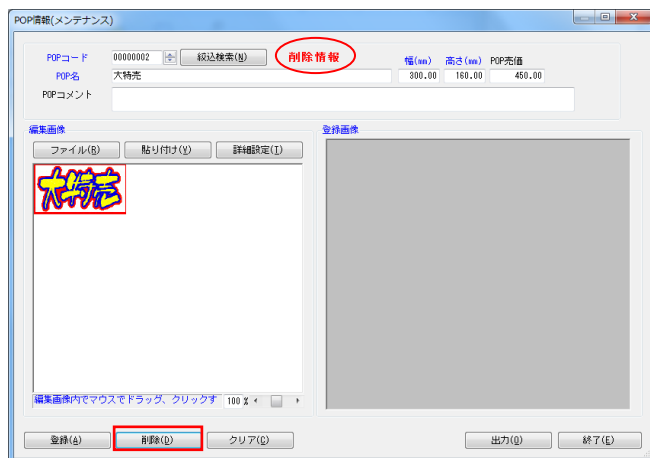 POP情報(メンテナンス)
POPコード 00000002 絞込検索(N) 削除情報 幅(mm) 高さ(mm) POP売価
POP名 大特売 300.00 160.00 450.00
POPコメント
編集画像 登録画像
ファイル(R) 貼り付け(V) 詳細設定(I)
大特売
編集画像内でマウスでドラッグ、クリックす 100 %
登録(A) 削除(D) クリア(C) 出力(O) 終了(E)